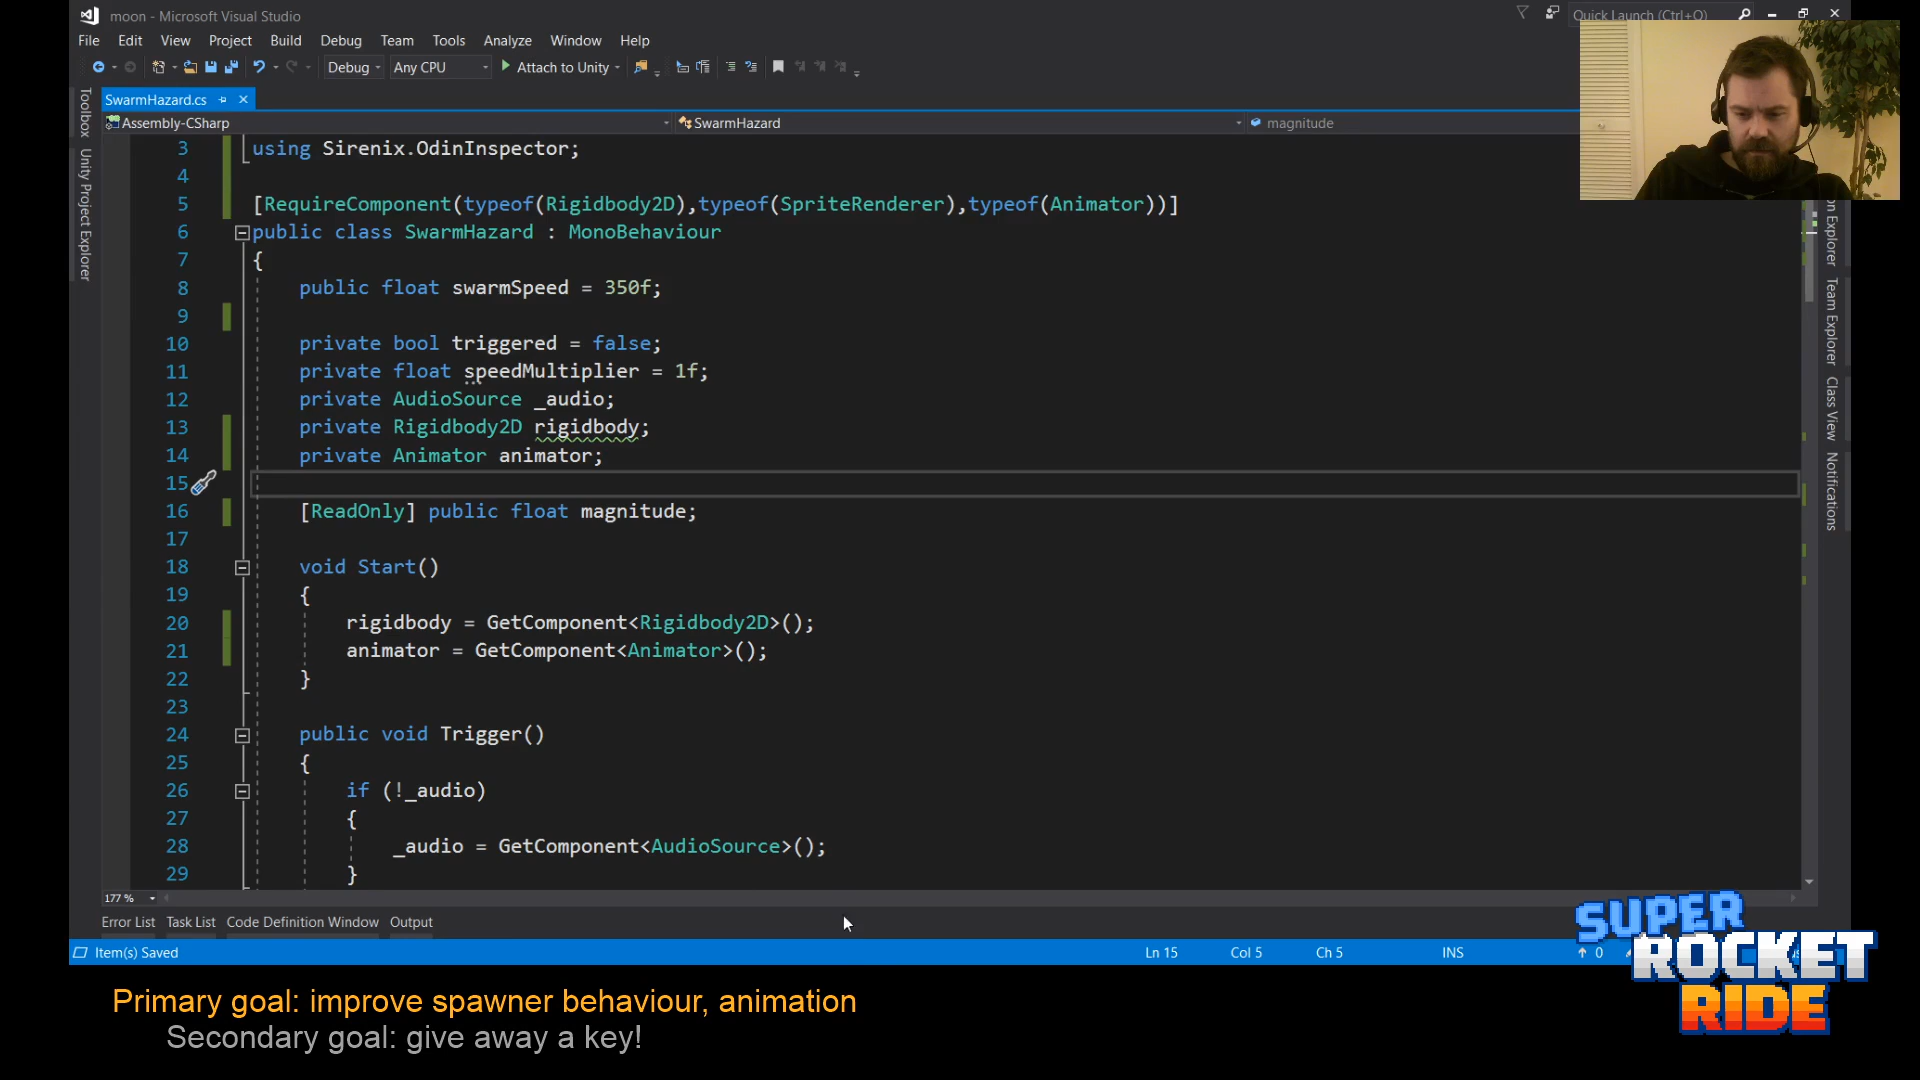 moon - Microsoft Visual Studio
Quick Launch (Ctrl+Q)
File Edit View Project Build Debug Team Tools Analyze Window Help
Debug Any CPU Attach to Unity
SwarmHazard.cs
Assembly-CSharp SwarmHazard magnitude
Toolbox
Unity Project Explorer
3 using Sirenix.OdinInspector;
4
5 [RequireComponent(typeof(Rigidbody2D),typeof(SpriteRenderer),typeof(Animator))]
6 public class SwarmHazard : MonoBehaviour
7 {
8 public float swarmSpeed = 350f;
9
10 private bool triggered = false;
11 private float speedMultiplier = 1f;
12 private AudioSource _audio;
13 private Rigidbody2D rigidbody;
14 private Animator animator;
15
16 [ReadOnly] public float magnitude;
17
18 void Start()
19 {
20 rigidbody = GetComponent<Rigidbody2D>();
21 animator = GetComponent<Animator>();
22 }
23
24 public void Trigger()
25 {
26 if (!_audio)
27 {
28 _audio = GetComponent<AudioSource>();
29 }
Explorer
Team Explorer
Class View
Notifications
177 %
Error List Task List Code Definition Window Output
Item(s) Saved Ln 15 Col 5 Ch 5 INS 0
SUPER
ROCKET
RIDE
Primary goal: improve spawner behaviour, animation
Secondary goal: give away a key!